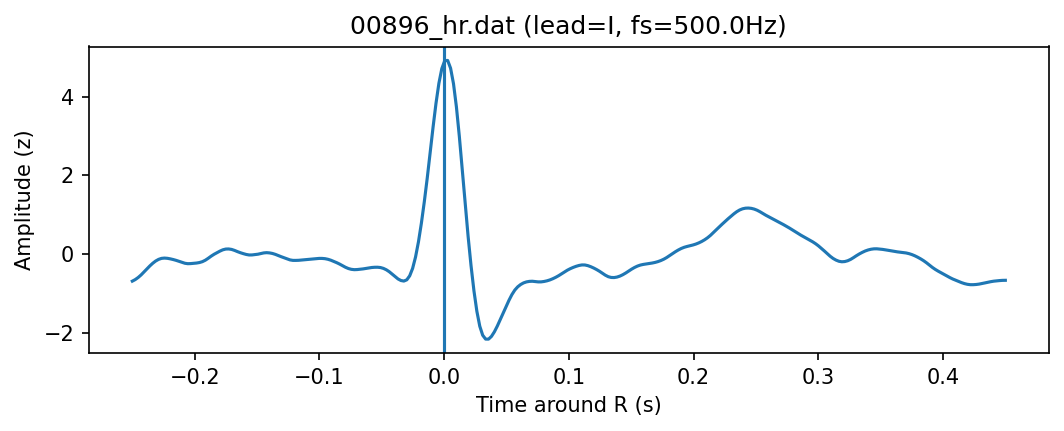 00896_hr.dat (lead=I, fs=500.0Hz)
Amplitude (z)
4
2
0
−2
−0.2 −0.1 0.0 0.1 0.2 0.3 0.4
Time around R (s)